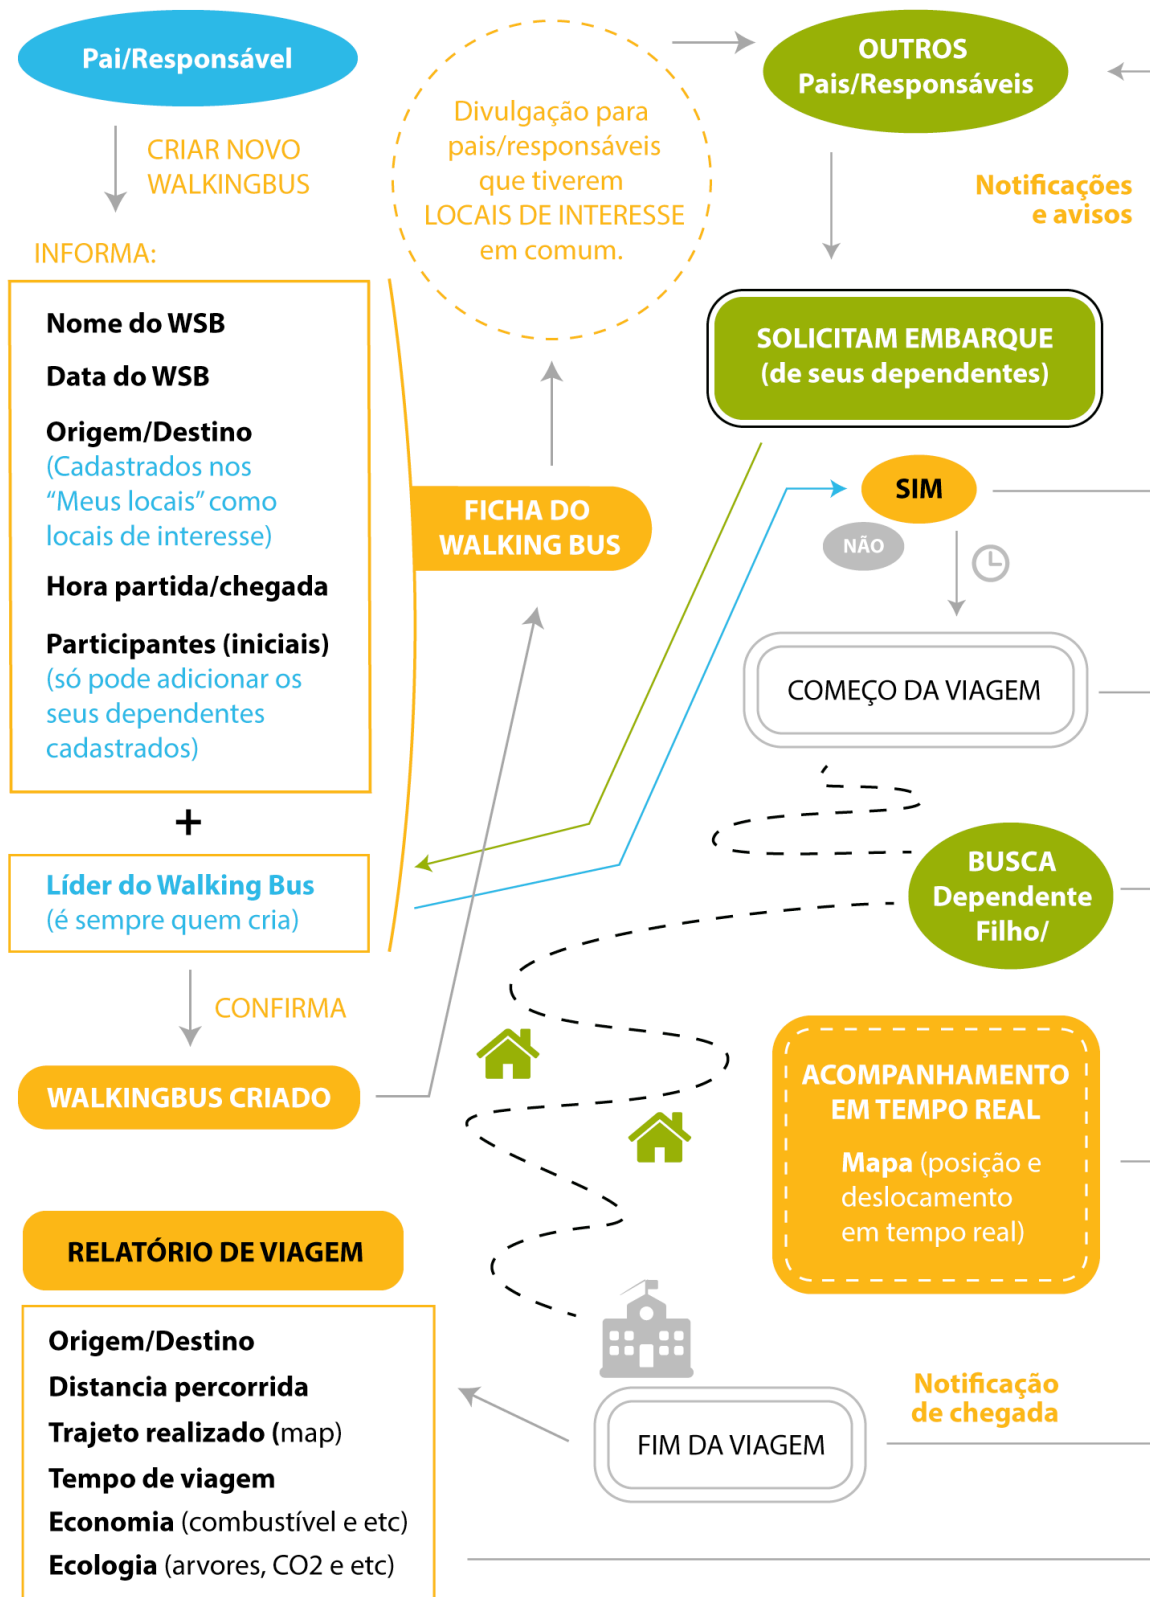 Pai/Responsável
CRIAR NOVO
WALKINGBUS
INFORMA:
Nome do WSB
Data do WSB
Origem/Destino
(Cadastrados nos
“Meus locais” como
locais de interesse)
Hora partida/chegada
Participantes (iniciais)
(só pode adicionar os
seus dependentes
cadastrados)
+
Líder do Walking Bus
(é sempre quem cria)
CONFIRMA
WALKINGBUS CRIADO
FICHA DO
WALKING BUS
Divulgação para
pais/responsáveis
que tiverem
LOCAIS DE INTERESSE
em comum.
OUTROS
Pais/Responsáveis
Notificações
e avisos
SOLICITAM EMBARQUE
(de seus dependentes)
SIM
NÃO
COMEÇO DA VIAGEM
BUSCA
Dependente
Filho/
ACOMPANHAMENTO
EM TEMPO REAL
Mapa (posição e
deslocamento
em tempo real)
Notificação
de chegada
FIM DA VIAGEM
RELATÓRIO DE VIAGEM
Origem/Destino
Distancia percorrida
Trajeto realizado (map)
Tempo de viagem
Economia (combustível e etc)
Ecologia (arvores, CO2 e etc)